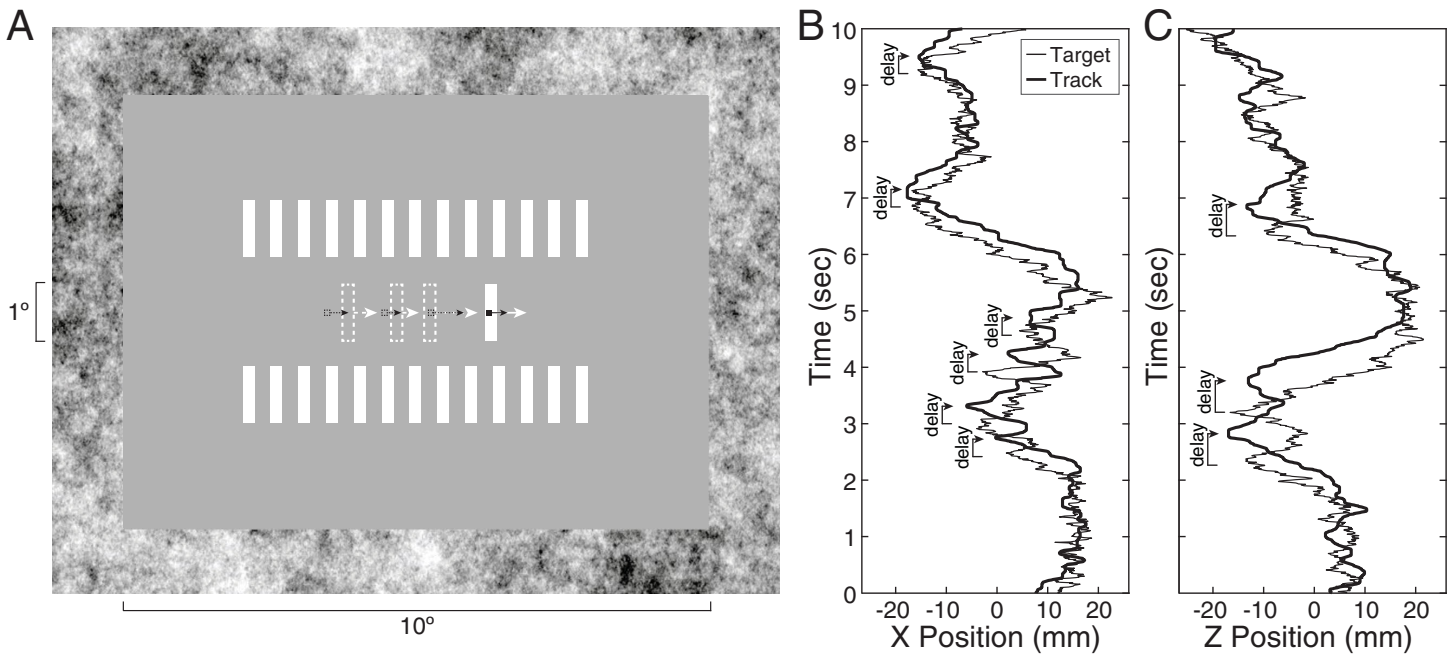 A
1º
10º
B
Time (sec)
10
9
8
7
6
5
4
3
2
1
0
Target
Track
delay
delay
delay
delay
delay
delay
-20
-10
0
10
20
X Position (mm)
C
Time (sec)
delay
delay
delay
-20
-10
0
10
20
Z Position (mm)